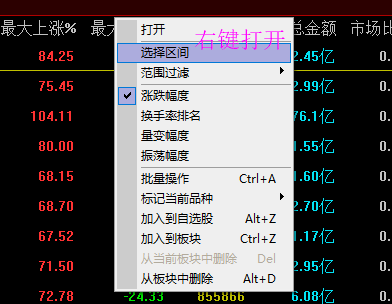 最大上涨% 最大 总金额 市场比
打开 右键打开
84.25 选择区间 2.45亿 0.
范围过滤
75.45 涨跌幅度 2.99亿 0.
104.11 换手率排名 76.1亿 0.
量变幅度
80.00 振荡幅度 1.55亿 0.
68.15 批量操作 Ctrl+A 1.60亿 0.
68.70 标记当前品种 2.70亿 0.
加入到自选股 Alt+Z
67.52 加入到板块 Ctrl+Z 1.15亿 0.
71.50 从当前板块中删除 Del 2.95亿 0.
从板块中删除 Alt+D
72.78 -24.33 855866 6.08亿 0.